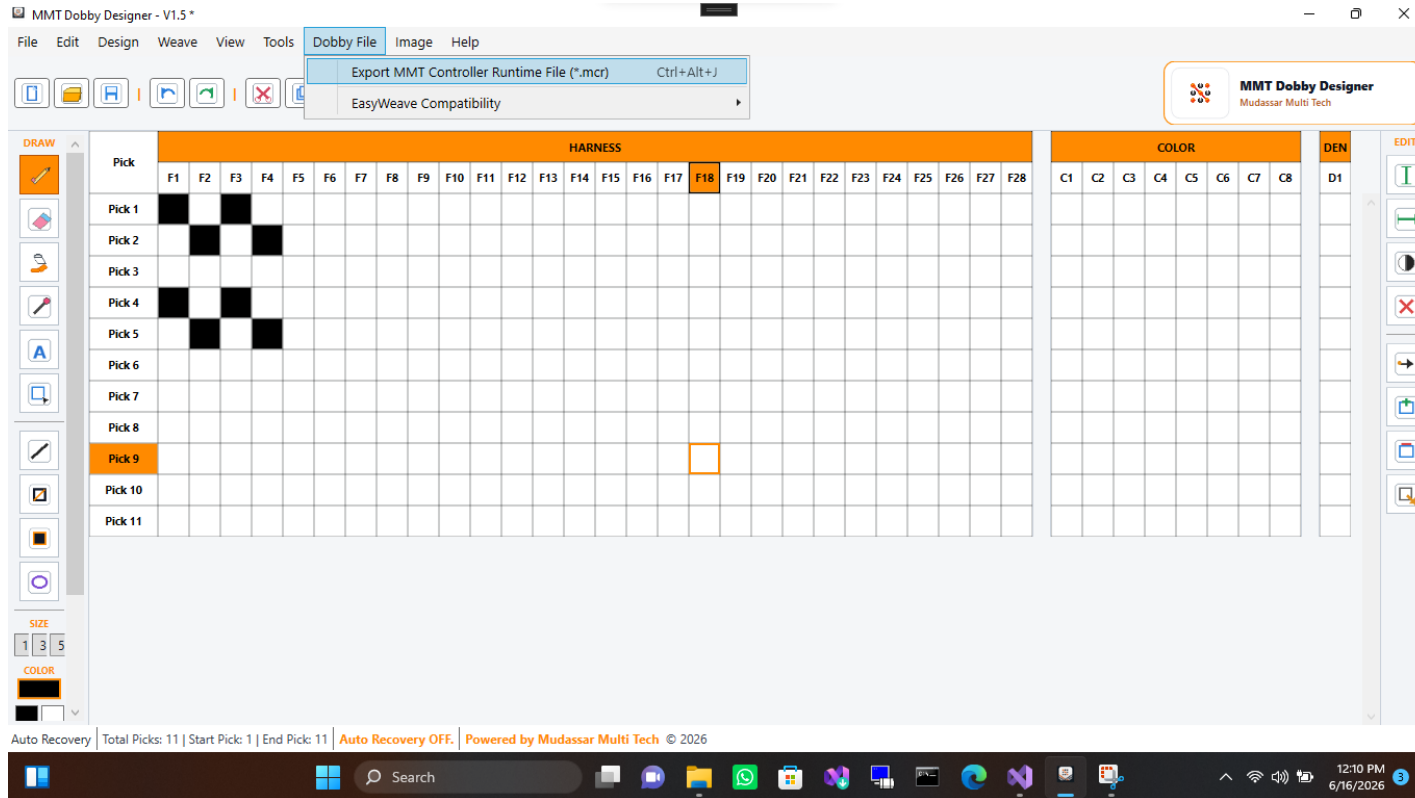 MMT Dobby Designer - V1.5 *
File Edit Design Weave View Tools Dobby File Image Help
Export MMT Controller Runtime File (*.mcr) Ctrl+Alt+J
EasyWeave Compatibility
MMT Dobby Designer
Mudassar Multi Tech
DRAW
Pick
HARNESS
COLOR
DEN
EDIT
F1 F2 F3 F4 F5 F6 F7 F8 F9 F10 F11 F12 F13 F14 F15 F16 F17 F18 F19 F20 F21 F22 F23 F24 F25 F26 F27 F28 C1 C2 C3 C4 C5 C6 C7 C8 D1
Pick 1
Pick 2
Pick 3
Pick 4
Pick 5
Pick 6
Pick 7
Pick 8
Pick 9
Pick 10
Pick 11
A
SIZE
1 3 5
COLOR
Auto Recovery Total Picks: 11 | Start Pick: 1 | End Pick: 11 Auto Recovery OFF. Powered by Mudassar Multi Tech © 2026
Search
12:10 PM
6/16/2026
3